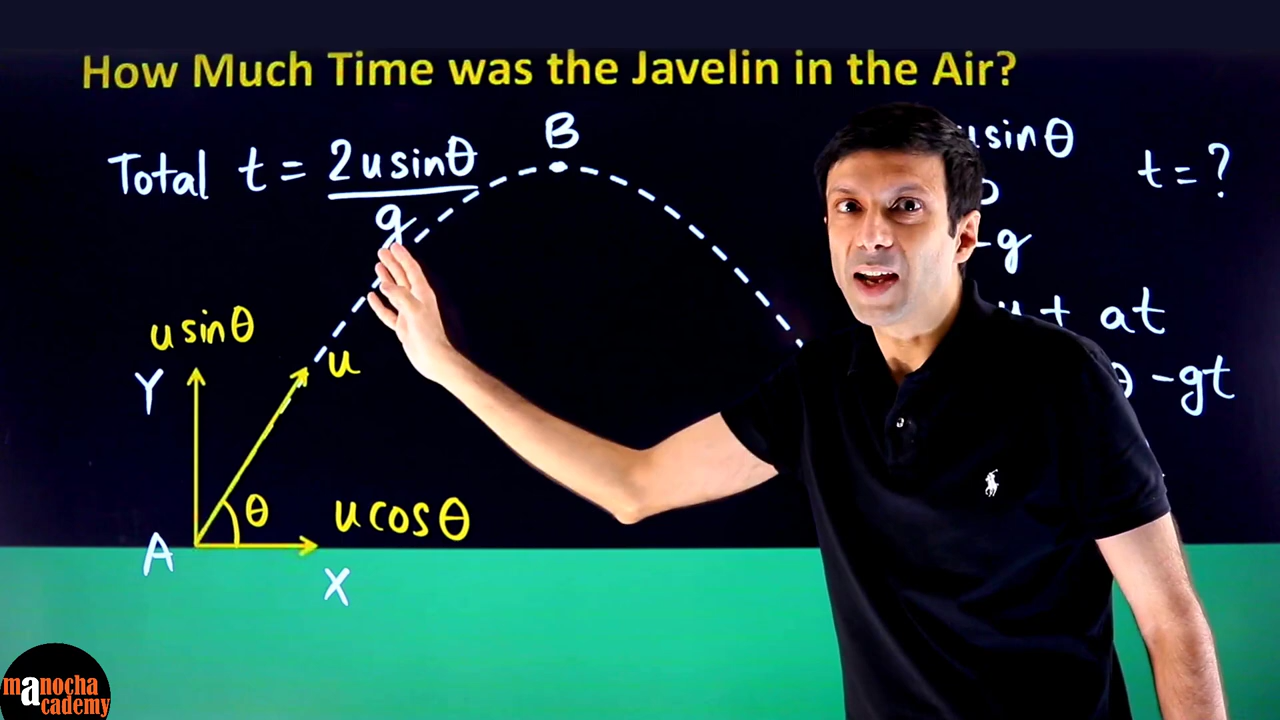 How Much Time was the Javelin in the Air?
B
Total t = 2usinθ
g
usinθ
t = ?
-g
+ at
θ -gt
usinθ
Y
u
θ
ucosθ
A
X
manocha
academy